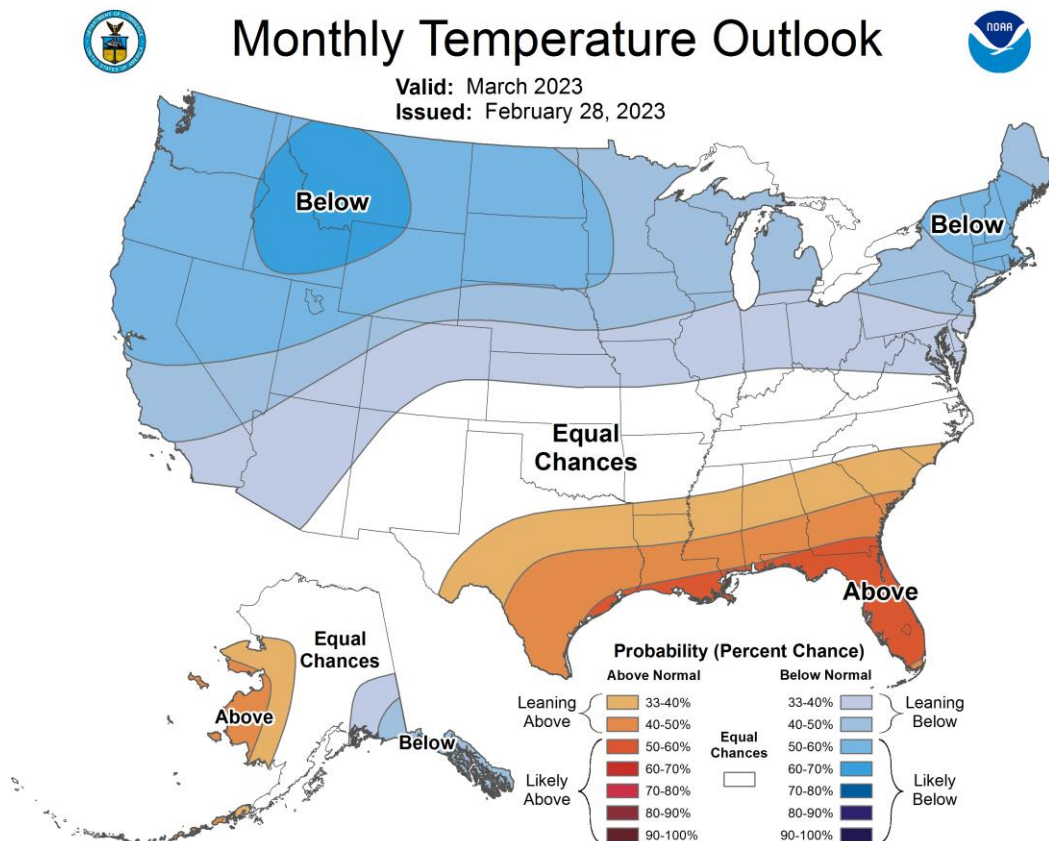 Monthly Temperature Outlook
NOAA
Valid: March 2023
Issued: February 28, 2023
Below
Below
Equal
Chances
Above
Equal
Chances
Above
Below
Probability (Percent Chance)
Above Normal
Below Normal
Leaning
Above
33-40%
40-50%
Likely
Above
50-60%
60-70%
70-80%
80-90%
90-100%
Equal
Chances
33-40%
40-50%
Leaning
Below
50-60%
60-70%
70-80%
80-90%
90-100%
Likely
Below